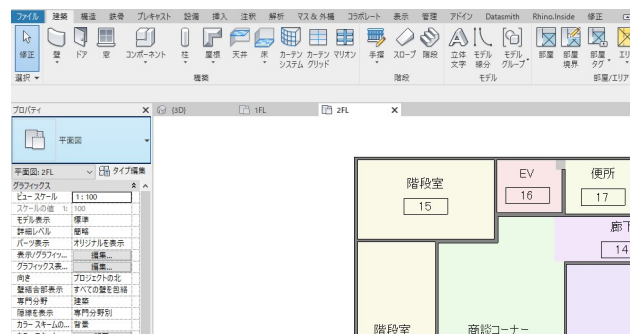 ファイル 建築 構造 鉄骨 プレキャスト 設備 挿入 注釈 解析 マス & 外構 コラボレート 表示 管理 アドイン Datasmith Rhino.Inside 修正
修正 壁 ドア 窓 コンポーネント 柱 屋根 天井 床 カーテン システム カーテン グリッド マリオン 手摺 スロープ 階段 立体 文字 モデル 線分 モデル グループ 部屋 部屋 境界 部屋 タグ
選択 構築 階段 モデル 部屋/エリア
プロパティ × {3D} 1FL 2FL ×
平面図
平面図: 2FL タイプ編集
グラフィックス
ビュー スケール 1 : 100
スケールの値 1: 100
モデル表示 標準
詳細レベル 簡略
パーツ表示 オリジナルを表示
表示/グラフィッ... 編集...
グラフィックス表... 編集...
向き プロジェクトの北
壁結合部表示 すべての壁を包絡
専門分野 建築
隠線を表示 専門分野別
カラー スキームの... 背景
階段室
15
EV
16
便所
17
14
階段室
商談コーナー